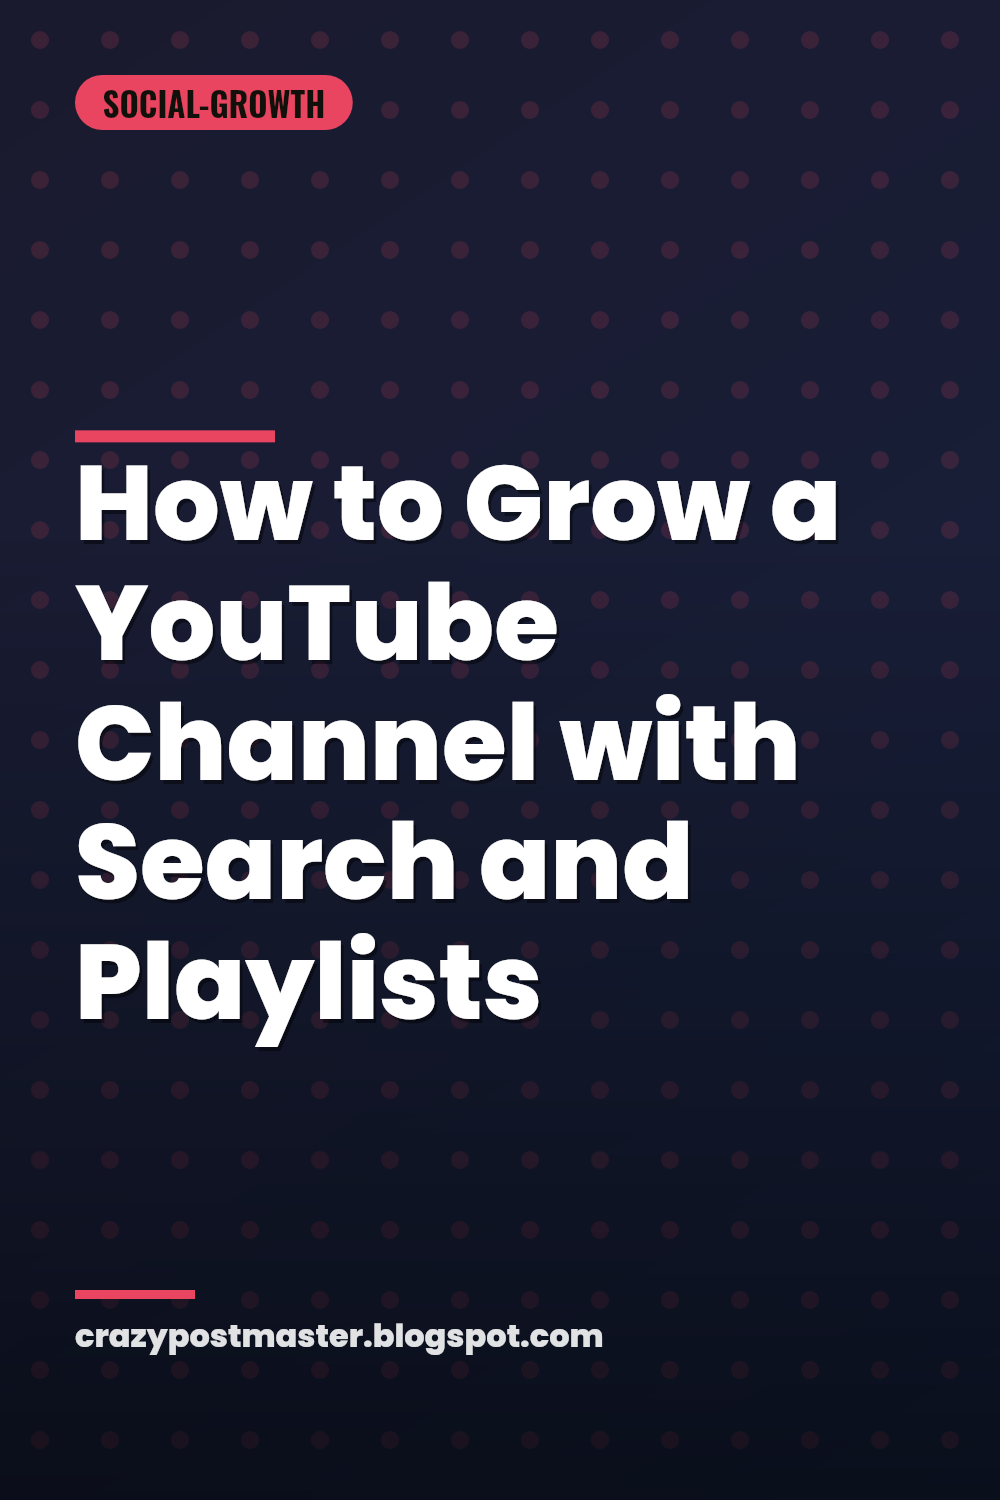 SOCIAL-GROWTH
How to Grow a
YouTube
Channel with
Search and
Playlists
crazypostmaster.blogspot.com